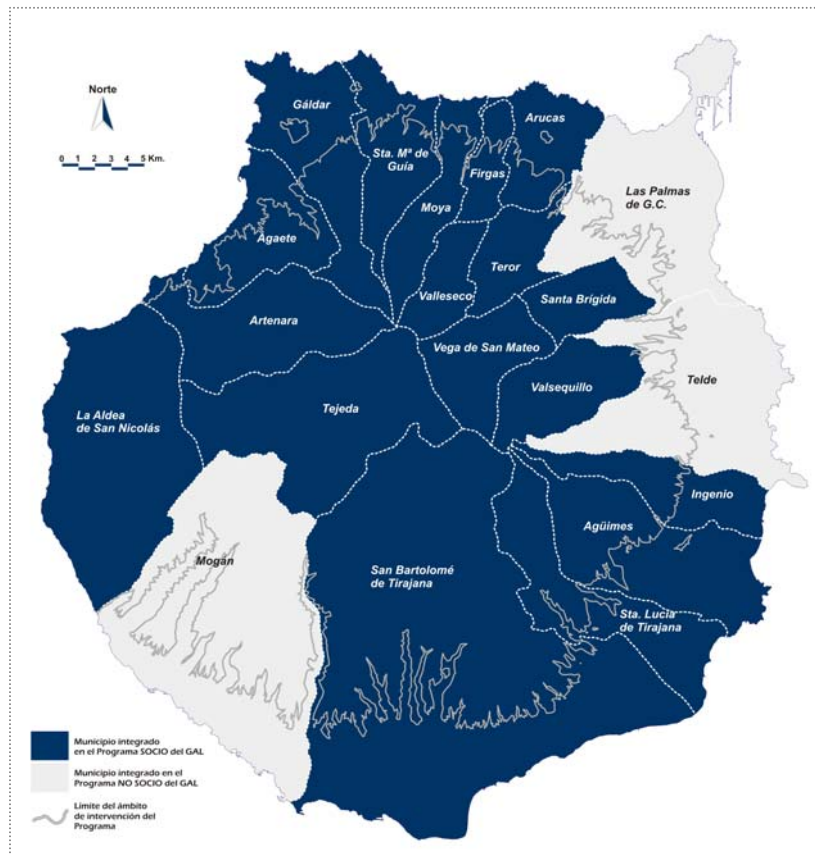 Norte
0 1 2 3 4 5 Km.
Gáldar
Arucas
Sta. Mª de
Guía
Firgas
Las Palmas
de G.C.
Moya
Agaete
Teror
Valleseco
Santa Brígida
Artenara
Vega de San Mateo
Valsequillo
Telde
La Aldea
de San Nicolás
Tejeda
Ingenio
Agüimes
Mogán
San Bartolomé
de Tirajana
Sta. Lucía
de Tirajana
Municipio integrado
en el Programa SOCIO del GAL
Municipio integrado en el
Programa NO SOCIO del GAL
Límite del ámbito
de intervención del
Programa